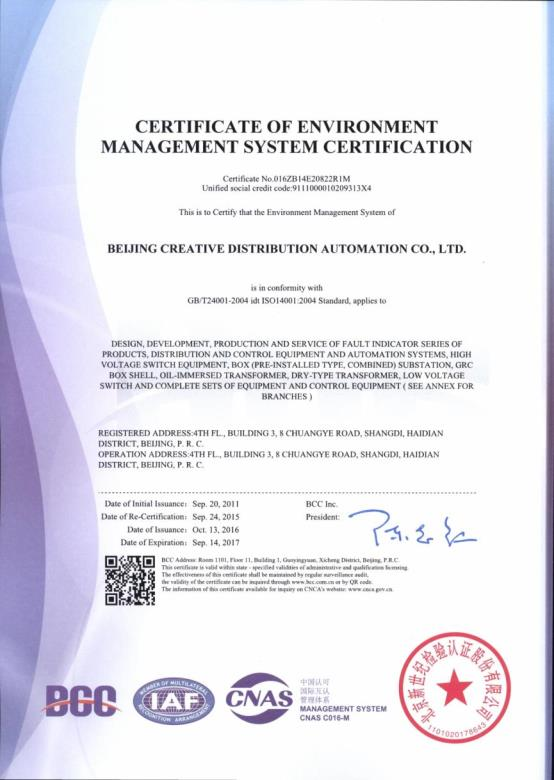 CERTIFICATE OF ENVIRONMENT
MANAGEMENT SYSTEM CERTIFICATION
Certificate No.016ZB14E20822R1M
Unified social credit code:9111000010209313X4
This is to Certify that the Environment Management System of
BEIJING CREATIVE DISTRIBUTION AUTOMATION CO., LTD.
is in conformity with
GB/T24001-2004 idt ISO14001:2004 Standard, applies to
DESIGN, DEVELOPMENT, PRODUCTION AND SERVICE OF FAULT INDICATOR SERIES OF
PRODUCTS, DISTRIBUTION AND CONTROL EQUIPMENT AND AUTOMATION SYSTEMS, HIGH
VOLTAGE SWITCH EQUIPMENT, BOX (PRE-INSTALLED TYPE, COMBINED) SUBSTATION, GRC
BOX SHELL, OIL-IMMERSED TRANSFORMER, DRY-TYPE TRANSFORMER, LOW VOLTAGE
SWITCH AND COMPLETE SETS OF EQUIPMENT AND CONTROL EQUIPMENT ( SEE ANNEX FOR
BRANCHES )
REGISTERED ADDRESS:4TH FL., BUILDING 3, 8 CHUANGYE ROAD, SHANGDI, HAIDIAN
DISTRICT, BEIJING, P. R. C.
OPERATION ADDRESS:4TH FL., BUILDING 3, 8 CHUANGYE ROAD, SHANGDI, HAIDIAN
DISTRICT, BEIJING, P. R. C.
Date of Initial Issuance: Sep. 20, 2011 BCC Inc.
Date of Re-Certification: Sep. 24, 2015 President:
Date of Issuance: Oct. 13, 2016
Date of Expiration: Sep. 14, 2017
BCC Address: Room 1101, Floor 11, Building 1, Guoyingyuan, Xicheng District, Beijing, P.R.C.
This certificate is valid within state - specified validities of administrative and qualification licensing.
The effectiveness of this certificate shall be maintained by regular surveillance audit,
the validity of the certificate can be inquired through www.bcc.com.cn or by QR code.
The information of this certificate available for inquiry on CNCA's website: www.cnca.gov.cn.
BCC
MEMBER OF MULTILATERAL
IAF
RECOGNITION ARRANGEMENT
CNAS
中国认可
国际互认
管理体系
MANAGEMENT SYSTEM
CNAS C016-M
北京新世纪检验认证股份有限公司
1101020178643